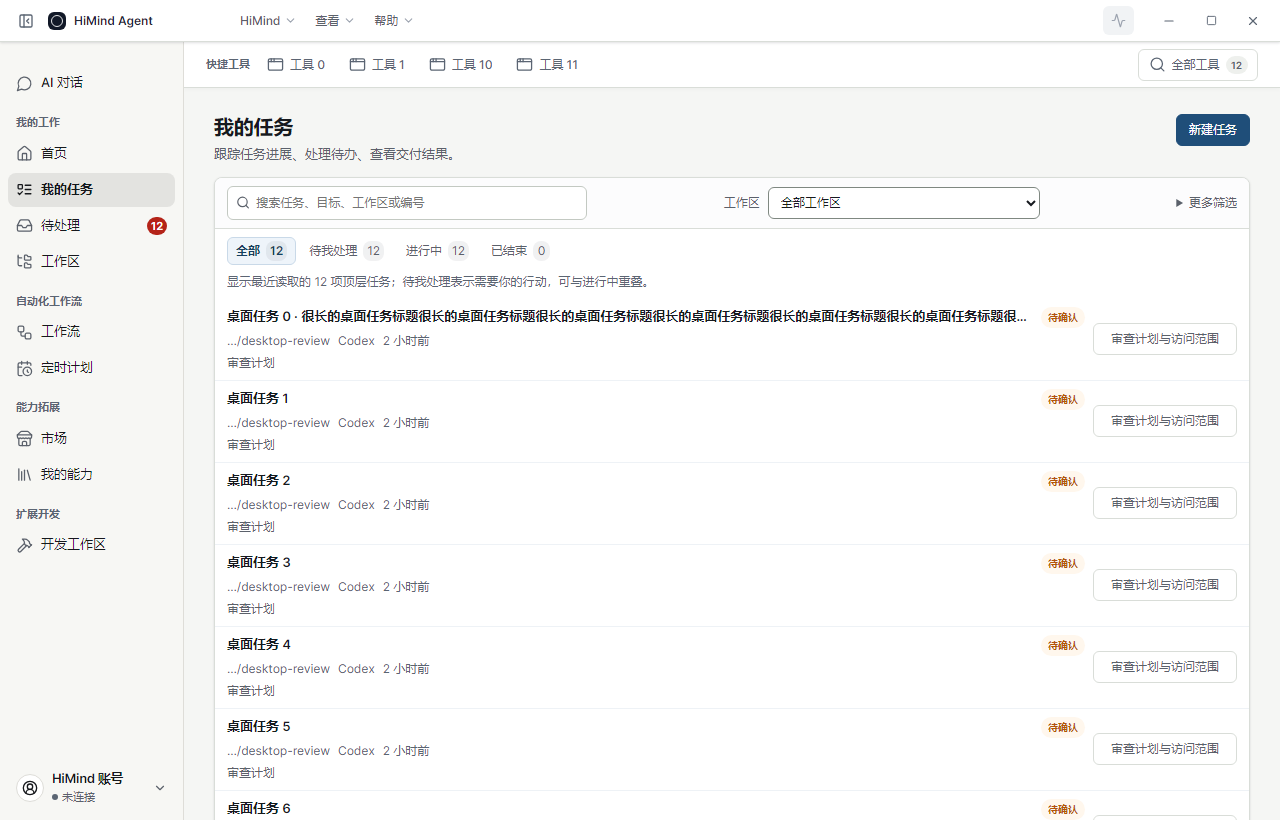 HiMind Agent
HiMind
查看
帮助
AI 对话
我的工作
首页
我的任务
待处理
12
工作区
自动化工作流
工作流
定时计划
能力拓展
市场
我的能力
扩展开发
开发工作区
HiMind 账号
未连接
快捷工具
工具 0
工具 1
工具 10
工具 11
全部工具 12
我的任务
跟踪任务进展、处理待办、查看交付结果。
新建任务
搜索任务、目标、工作区或编号
工作区
全部工作区
更多筛选
全部 12
待我处理 12
进行中 12
已结束 0
显示最近读取的 12 项顶层任务；待我处理表示需要你的行动，可与进行中重叠。
桌面任务 0 · 很长的桌面任务标题很长的桌面任务标题很长的桌面任务标题很长的桌面任务标题很长的桌面任务标题很长的桌面任务标题很...
待确认
.../desktop-review Codex 2 小时前
审查计划
审查计划与访问范围
桌面任务 1
待确认
.../desktop-review Codex 2 小时前
审查计划
审查计划与访问范围
桌面任务 2
待确认
.../desktop-review Codex 2 小时前
审查计划
审查计划与访问范围
桌面任务 3
待确认
.../desktop-review Codex 2 小时前
审查计划
审查计划与访问范围
桌面任务 4
待确认
.../desktop-review Codex 2 小时前
审查计划
审查计划与访问范围
桌面任务 5
待确认
.../desktop-review Codex 2 小时前
审查计划
审查计划与访问范围
桌面任务 6
待确认